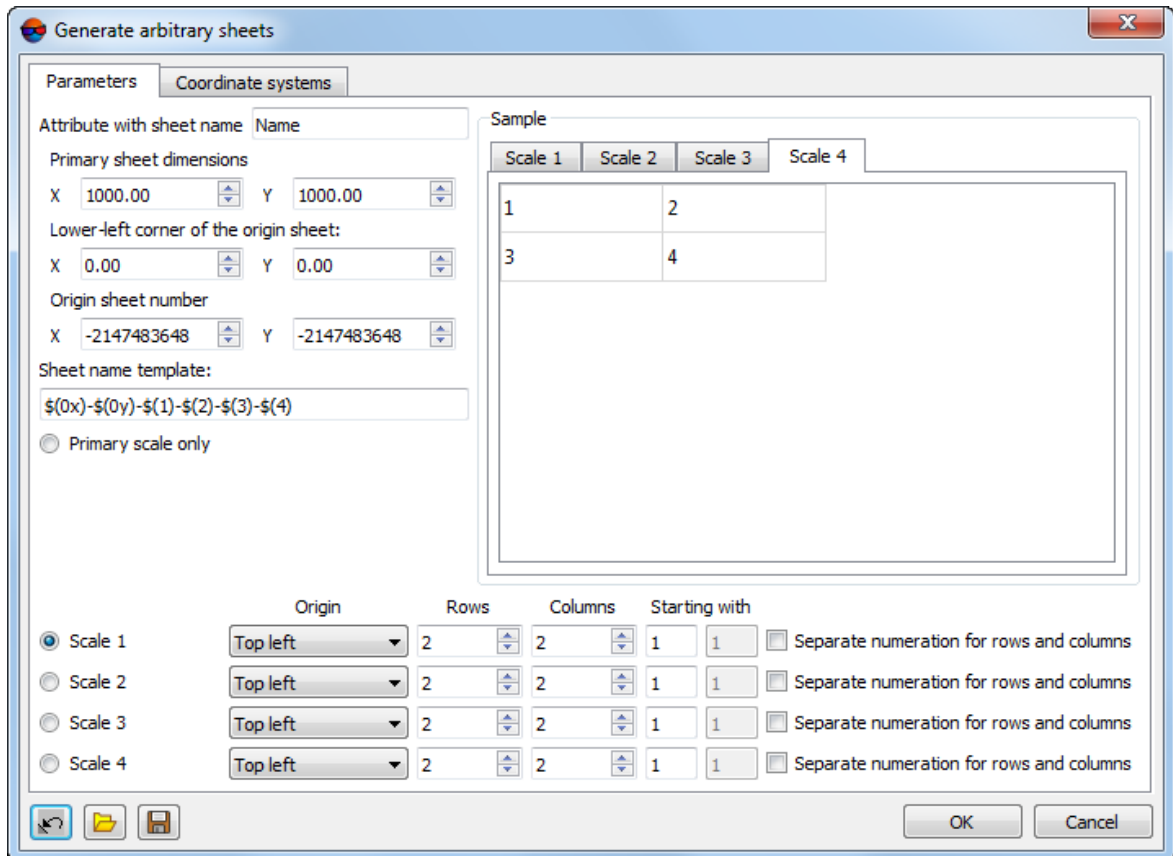 Generate arbitrary sheets
Parameters
Coordinate systems
Attribute with sheet name Name
Primary sheet dimensions
X 1000.00 Y 1000.00
Lower-left corner of the origin sheet:
X 0.00 Y 0.00
Origin sheet number
X -2147483648 Y -2147483648
Sheet name template:
$(0x)-$(0y)-$(1)-$(2)-$(3)-$(4)
Primary scale only
Sample
Scale 1 Scale 2 Scale 3 Scale 4
1 2
3 4
Origin Rows Columns Starting with
Scale 1 Top left 2 2 1 1 Separate numeration for rows and columns
Scale 2 Top left 2 2 1 1 Separate numeration for rows and columns
Scale 3 Top left 2 2 1 1 Separate numeration for rows and columns
Scale 4 Top left 2 2 1 1 Separate numeration for rows and columns
OK Cancel